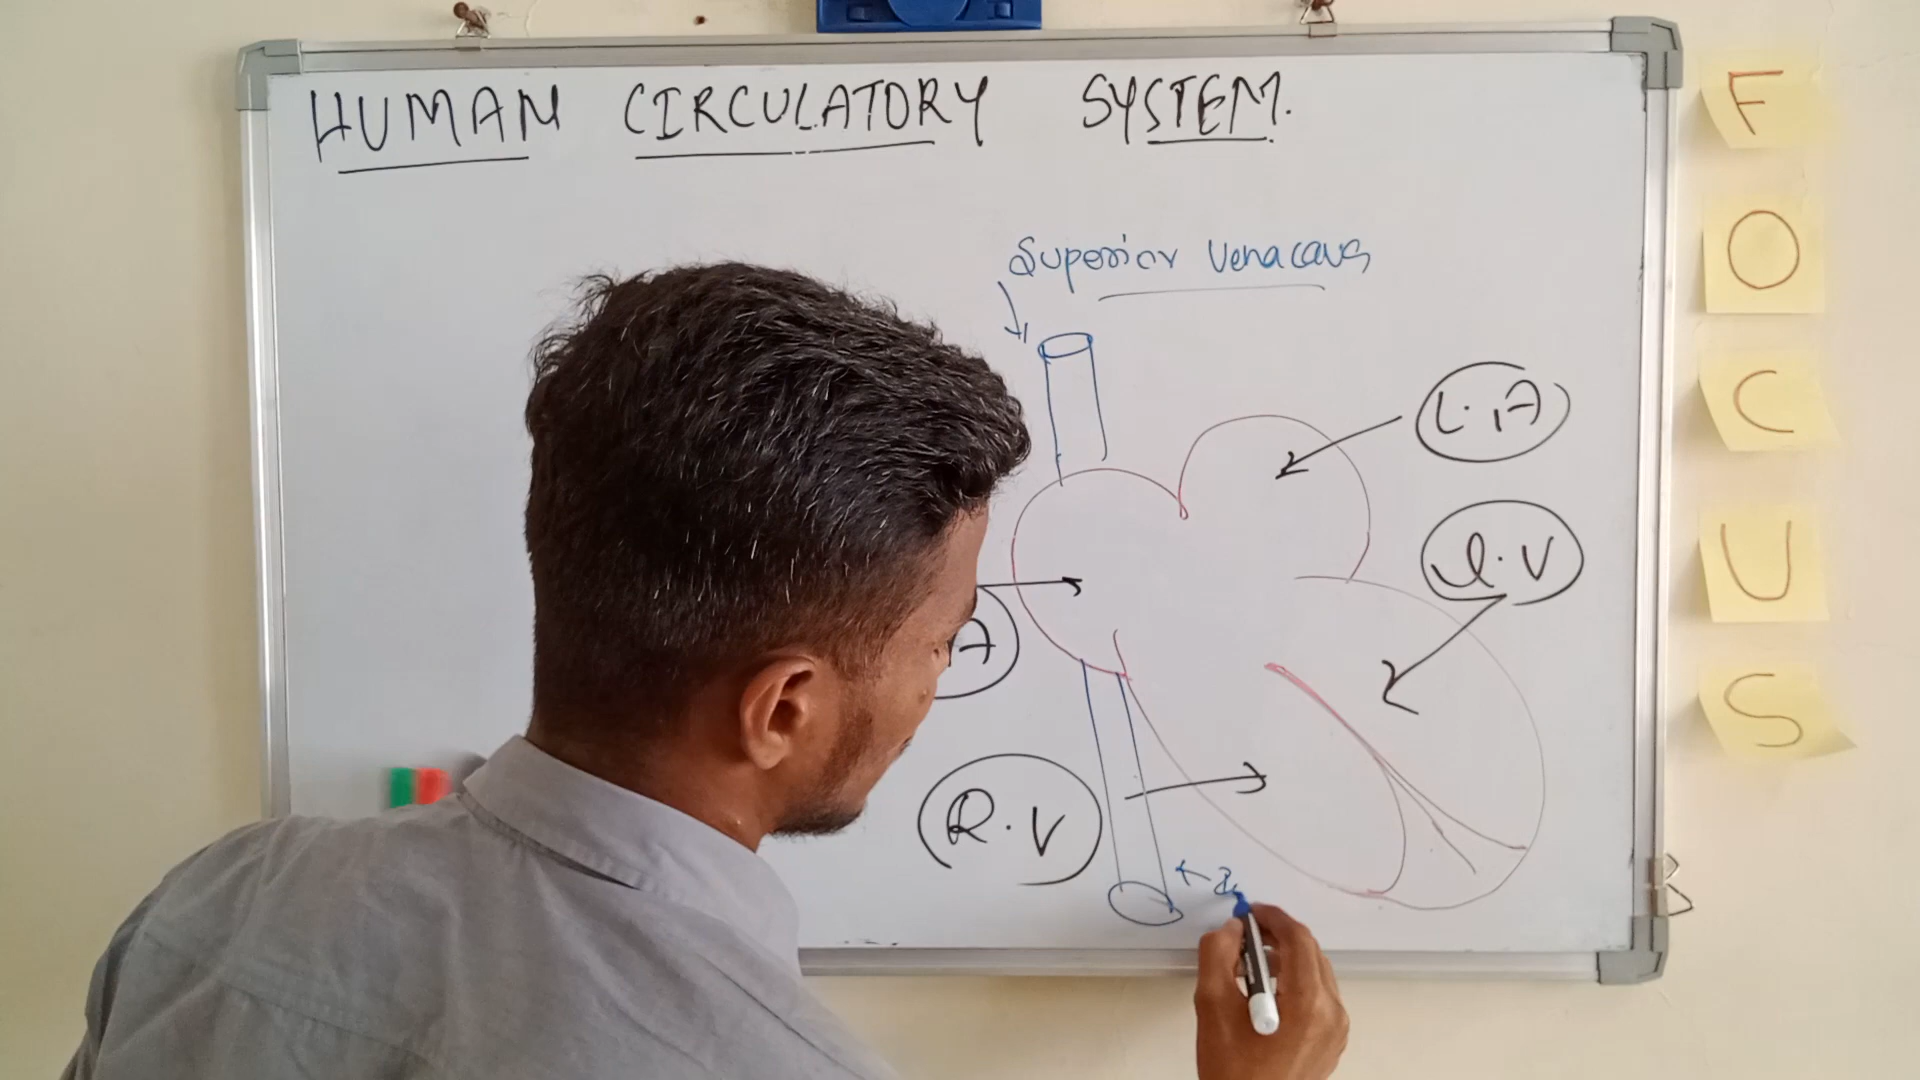 HUMAN CIRCULATORY SYSTEM.
Superior Venacava
L.A
L.V
A
R.V
F
O
C
U
S